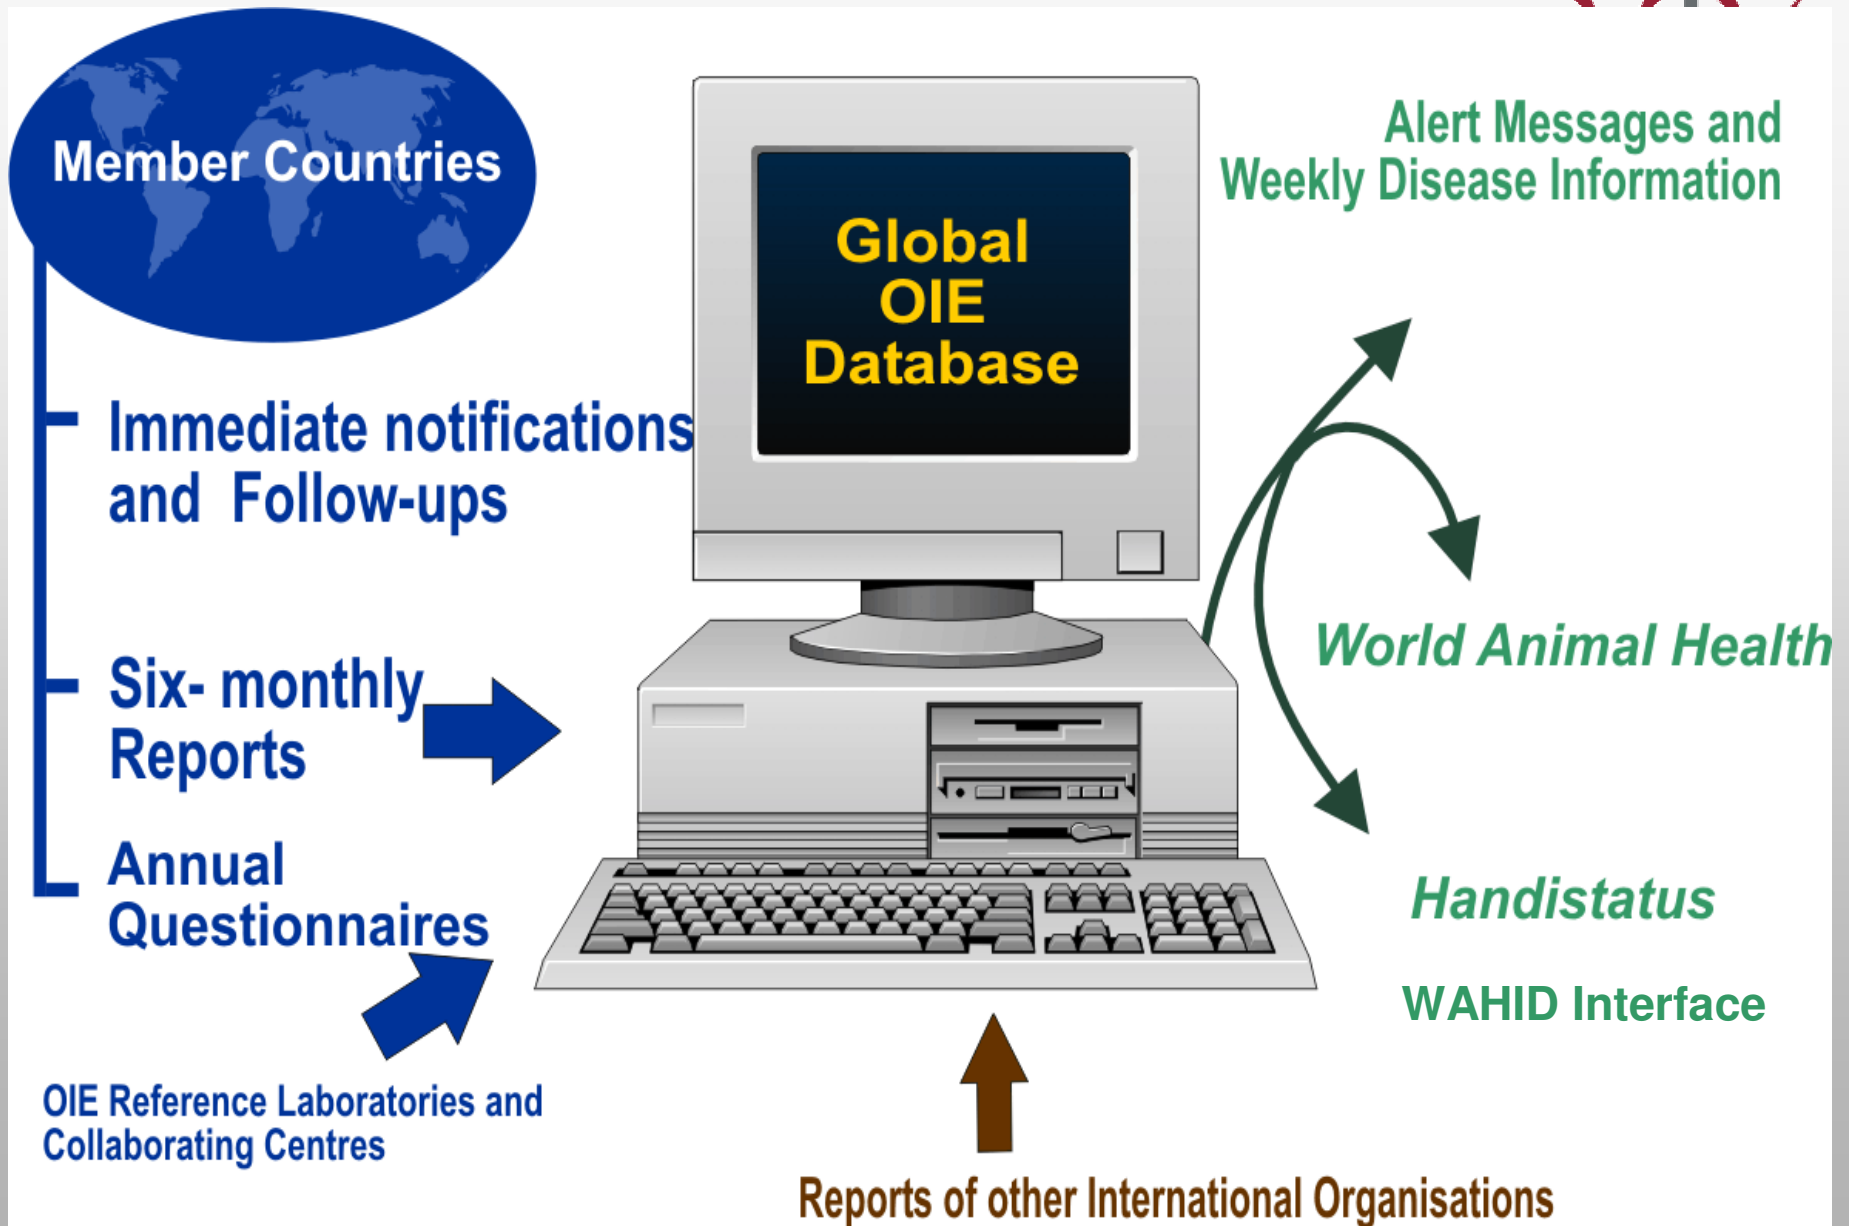 Member Countries
Immediate notifications
and Follow-ups
Six- monthly
Reports
Annual
Questionnaires
OIE Reference Laboratories and
Collaborating Centres
Global
OIE
Database
Reports of other International Organisations
Alert Messages and
Weekly Disease Information
World Animal Health
Handistatus
WAHID Interface